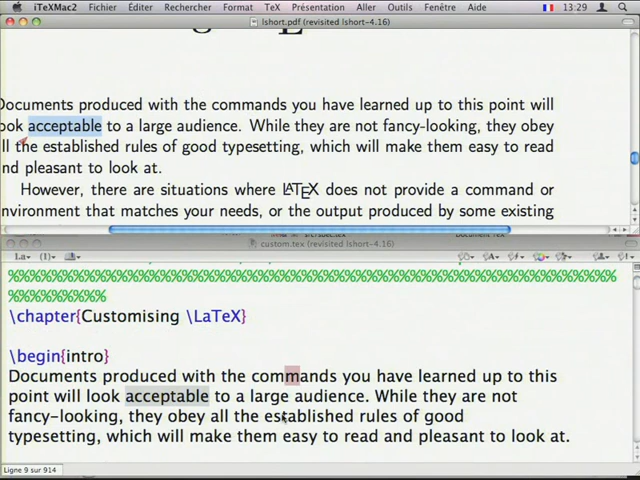 iTeXMac2 Fichier Édition Rechercher Format TeX Présentation Aller Outils Fenêtre Aide 13:29
lshort.pdf (revisited lshort-4.16)
Documents produced with the commands you have learned up to this point will
ook acceptable to a large audience. While they are not fancy-looking, they obey
ll the established rules of good typesetting, which will make them easy to read
nd pleasant to look at.
However, there are situations where LATEX does not provide a command or
nvironment that matches your needs, or the output produced by some existing
custom.tex (revisited lshort-4.16)
La▾ (1)▾
%%%%%%%%%%%%%%%%%%%%%%%%%%%%%%%%%%%%%%%%%%%%%%%%%%%%%%%%%%%%%%%
%%%%%%%%%%
\chapter{Customising \LaTeX}
\begin{intro}
Documents produced with the commands you have learned up to this
point will look acceptable to a large audience. While they are not
fancy-looking, they obey all the established rules of good
typesetting, which will make them easy to read and pleasant to look at.
Ligne 9 sur 914